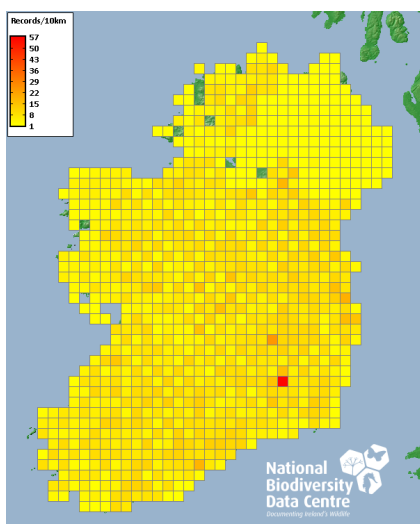 Records/10km
57
50
43
36
29
22
15
8
1
National
Biodiversity
Data Centre
Documenting Ireland's Wildlife